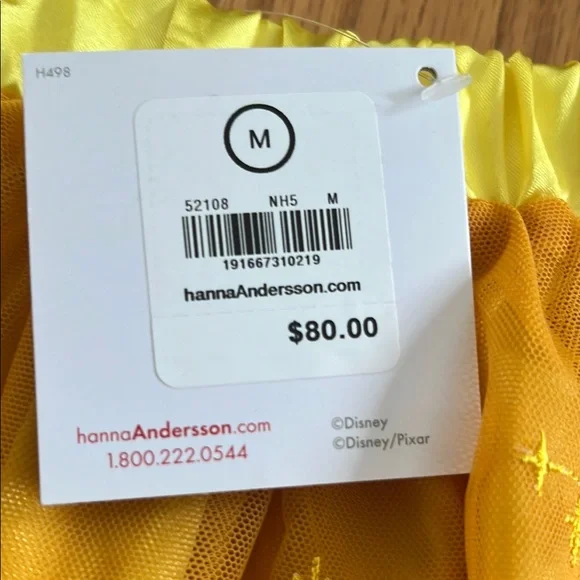 H498
M
52108 NH5 M
191667310219
hannaAndersson.com
$80.00
hannaAndersson.com
1.800.222.0544
©Disney
©Disney/Pixar